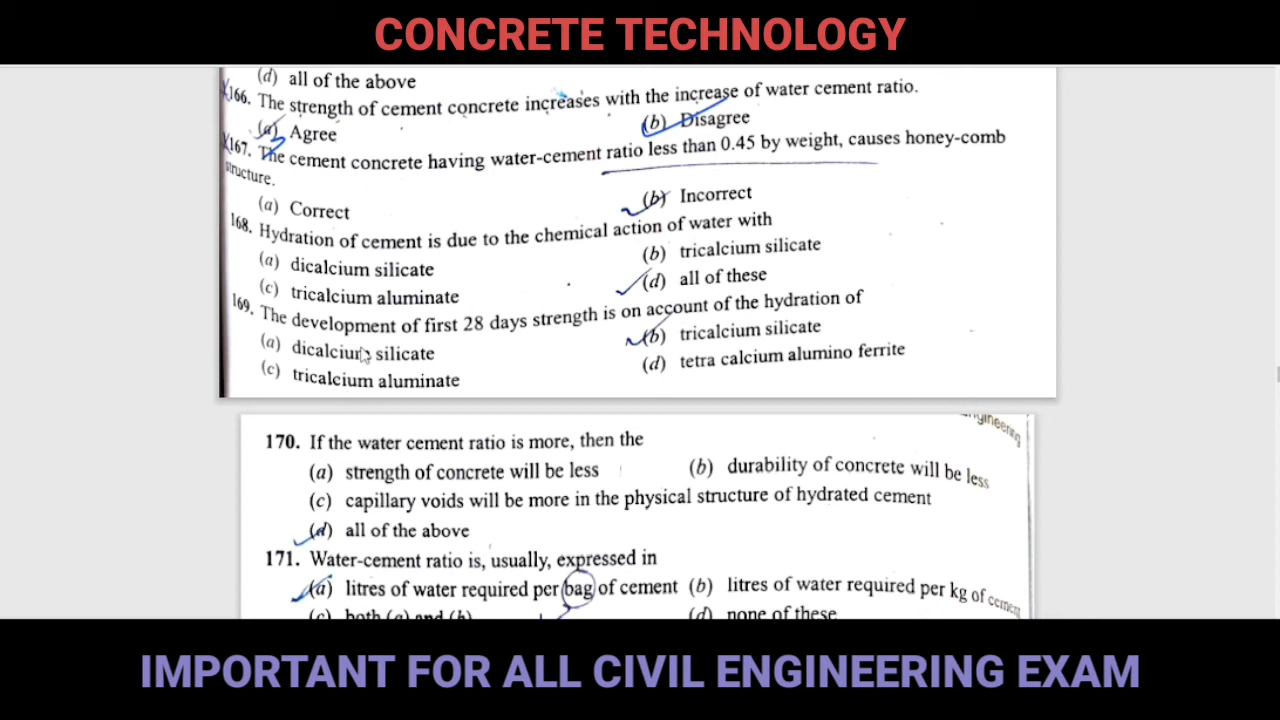 CONCRETE TECHNOLOGY
(d) all of the above
166. The strength of cement concrete increases with the increase of water cement ratio.
(a) Agree (b) Disagree
167. The cement concrete having water-cement ratio less than 0.45 by weight, causes honey-comb
structure.
(a) Correct (b) Incorrect
168. Hydration of cement is due to the chemical action of water with
(a) dicalcium silicate (b) tricalcium silicate
(c) tricalcium aluminate (d) all of these
169. The development of first 28 days strength is on account of the hydration of
(a) dicalcium silicate (b) tricalcium silicate
(c) tricalcium aluminate (d) tetra calcium alumino ferrite
170. If the water cement ratio is more, then the
(a) strength of concrete will be less (b) durability of concrete will be less
(c) capillary voids will be more in the physical structure of hydrated cement
(d) all of the above
171. Water-cement ratio is, usually, expressed in
(a) litres of water required per bag of cement (b) litres of water required per kg of cement
(c) both (a) and (b) (d) none of these
IMPORTANT FOR ALL CIVIL ENGINEERING EXAM